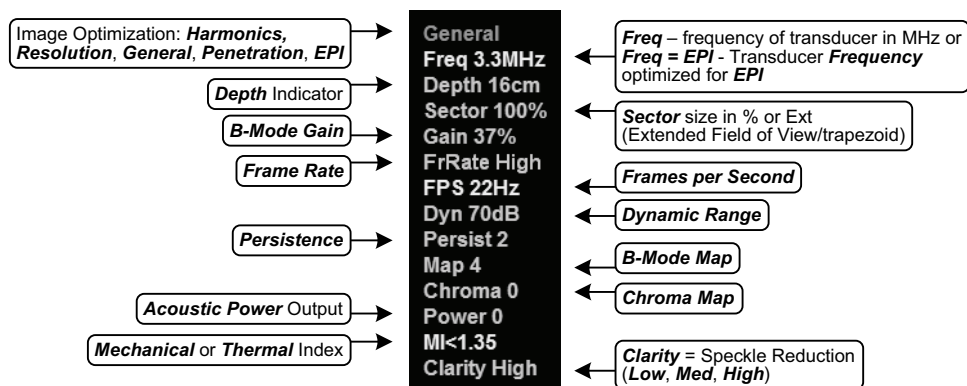 Image Optimization: Harmonics,
Resolution, General, Penetration, EPI
Depth Indicator
B-Mode Gain
Frame Rate
Persistence
Acoustic Power Output
Mechanical or Thermal Index
General
Freq 3.3MHz
Depth 16cm
Sector 100%
Gain 37%
FrRate High
FPS 22Hz
Dyn 70dB
Persist 2
Map 4
Chroma 0
Power 0
MI<1.35
Clarity High
Freq – frequency of transducer in MHz or
Freq = EPI - Transducer Frequency
optimized for EPI
Sector size in % or Ext
(Extended Field of View/trapezoid)
Frames per Second
Dynamic Range
B-Mode Map
Chroma Map
Clarity = Speckle Reduction
(Low, Med, High)